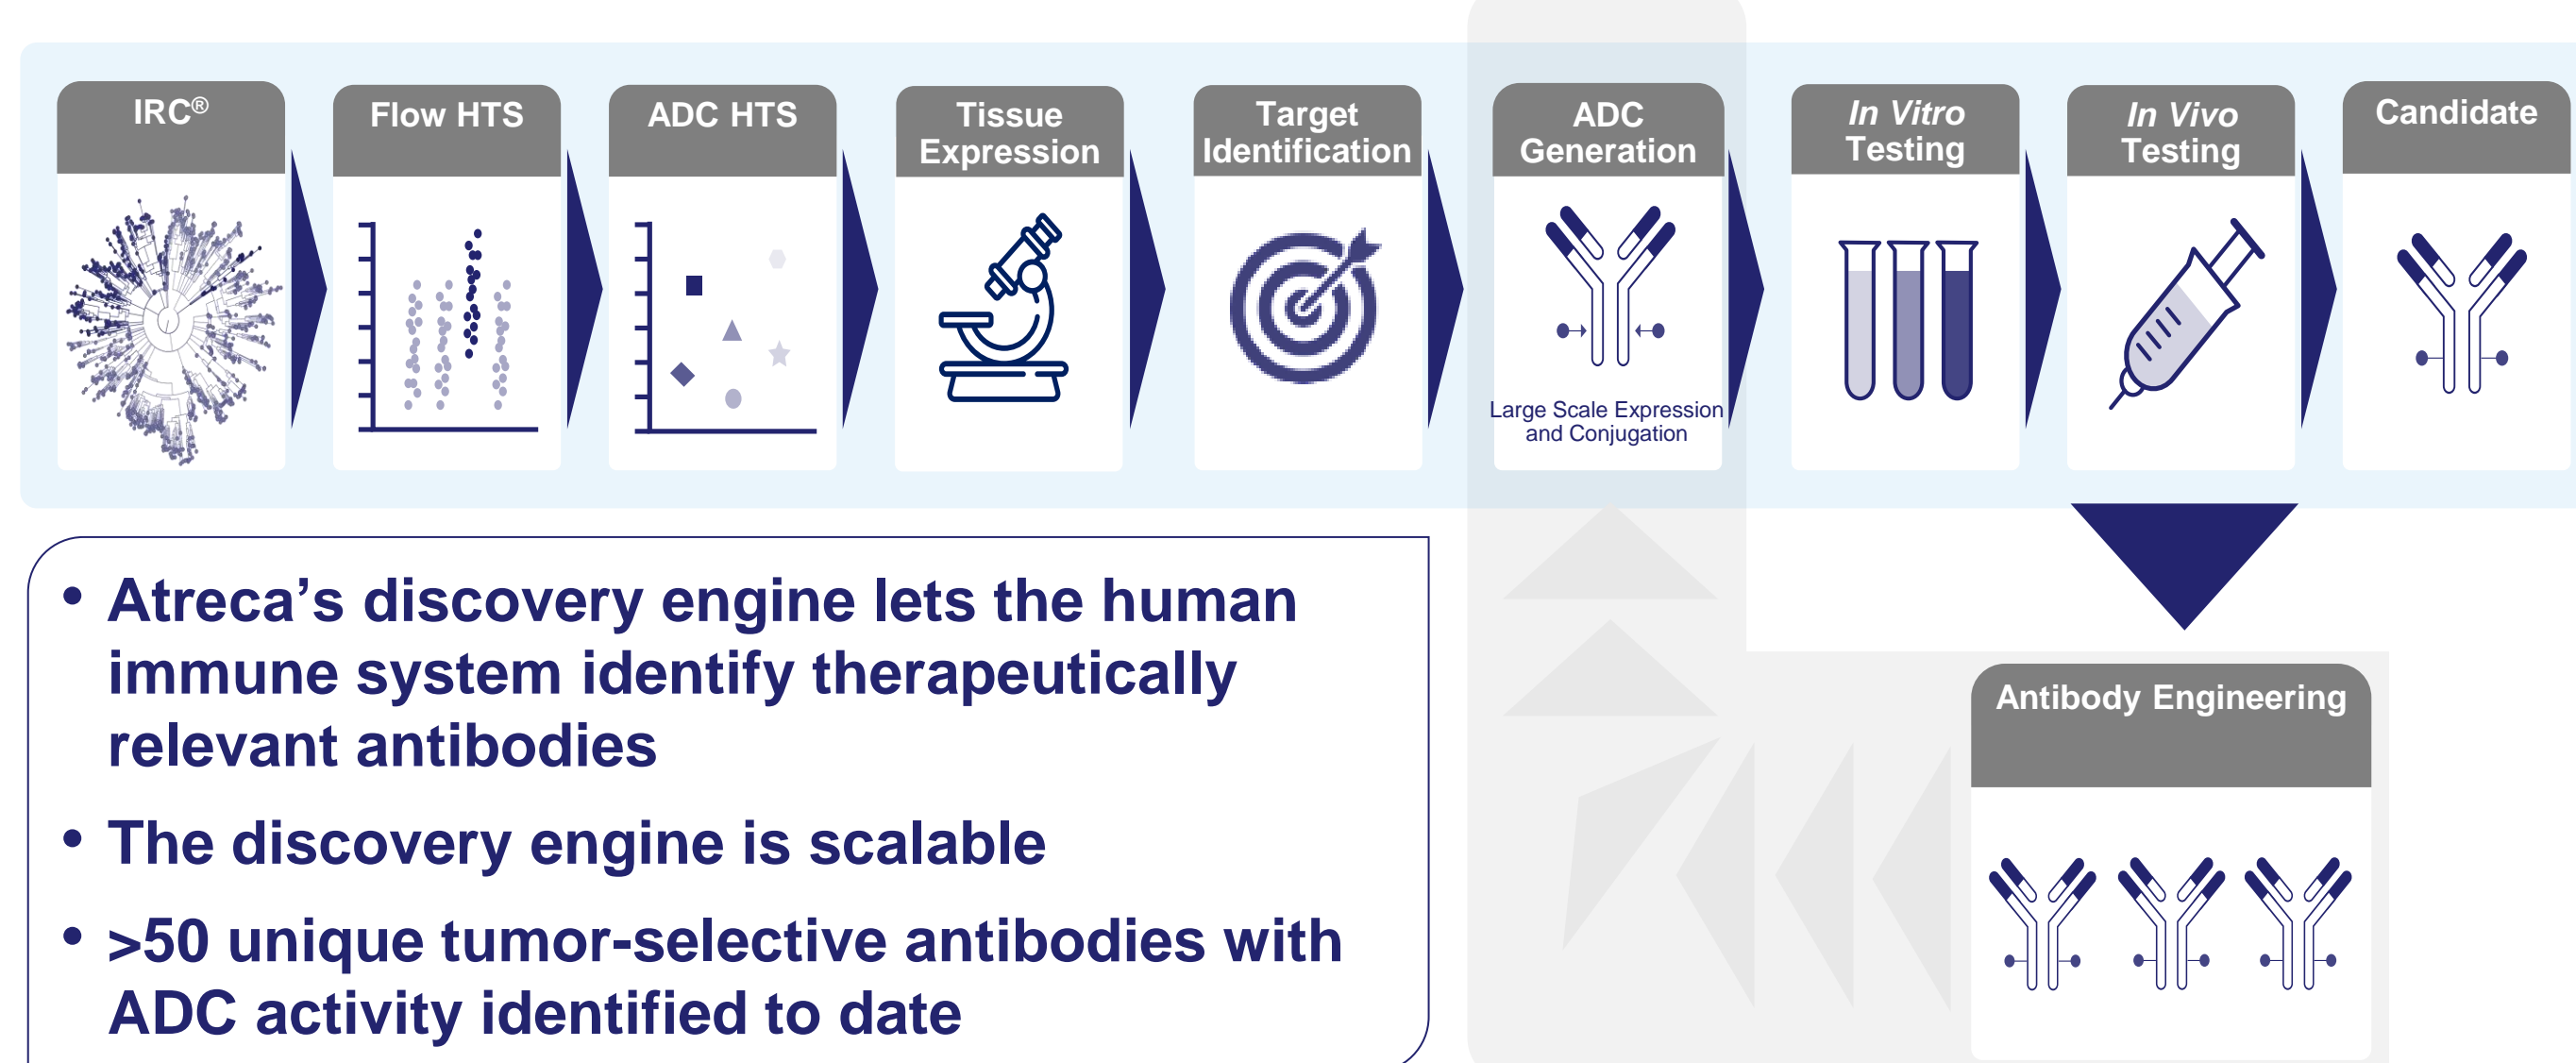 IRC®
Flow HTS
ADC HTS
Tissue
Expression
Target
Identification
ADC
Generation
In Vitro
Testing
In Vivo
Testing
Candidate
Large Scale Expression
and Conjugation
• Atreca’s discovery engine lets the human
immune system identify therapeutically
relevant antibodies
• The discovery engine is scalable
• >50 unique tumor-selective antibodies with
ADC activity identified to date
Antibody Engineering